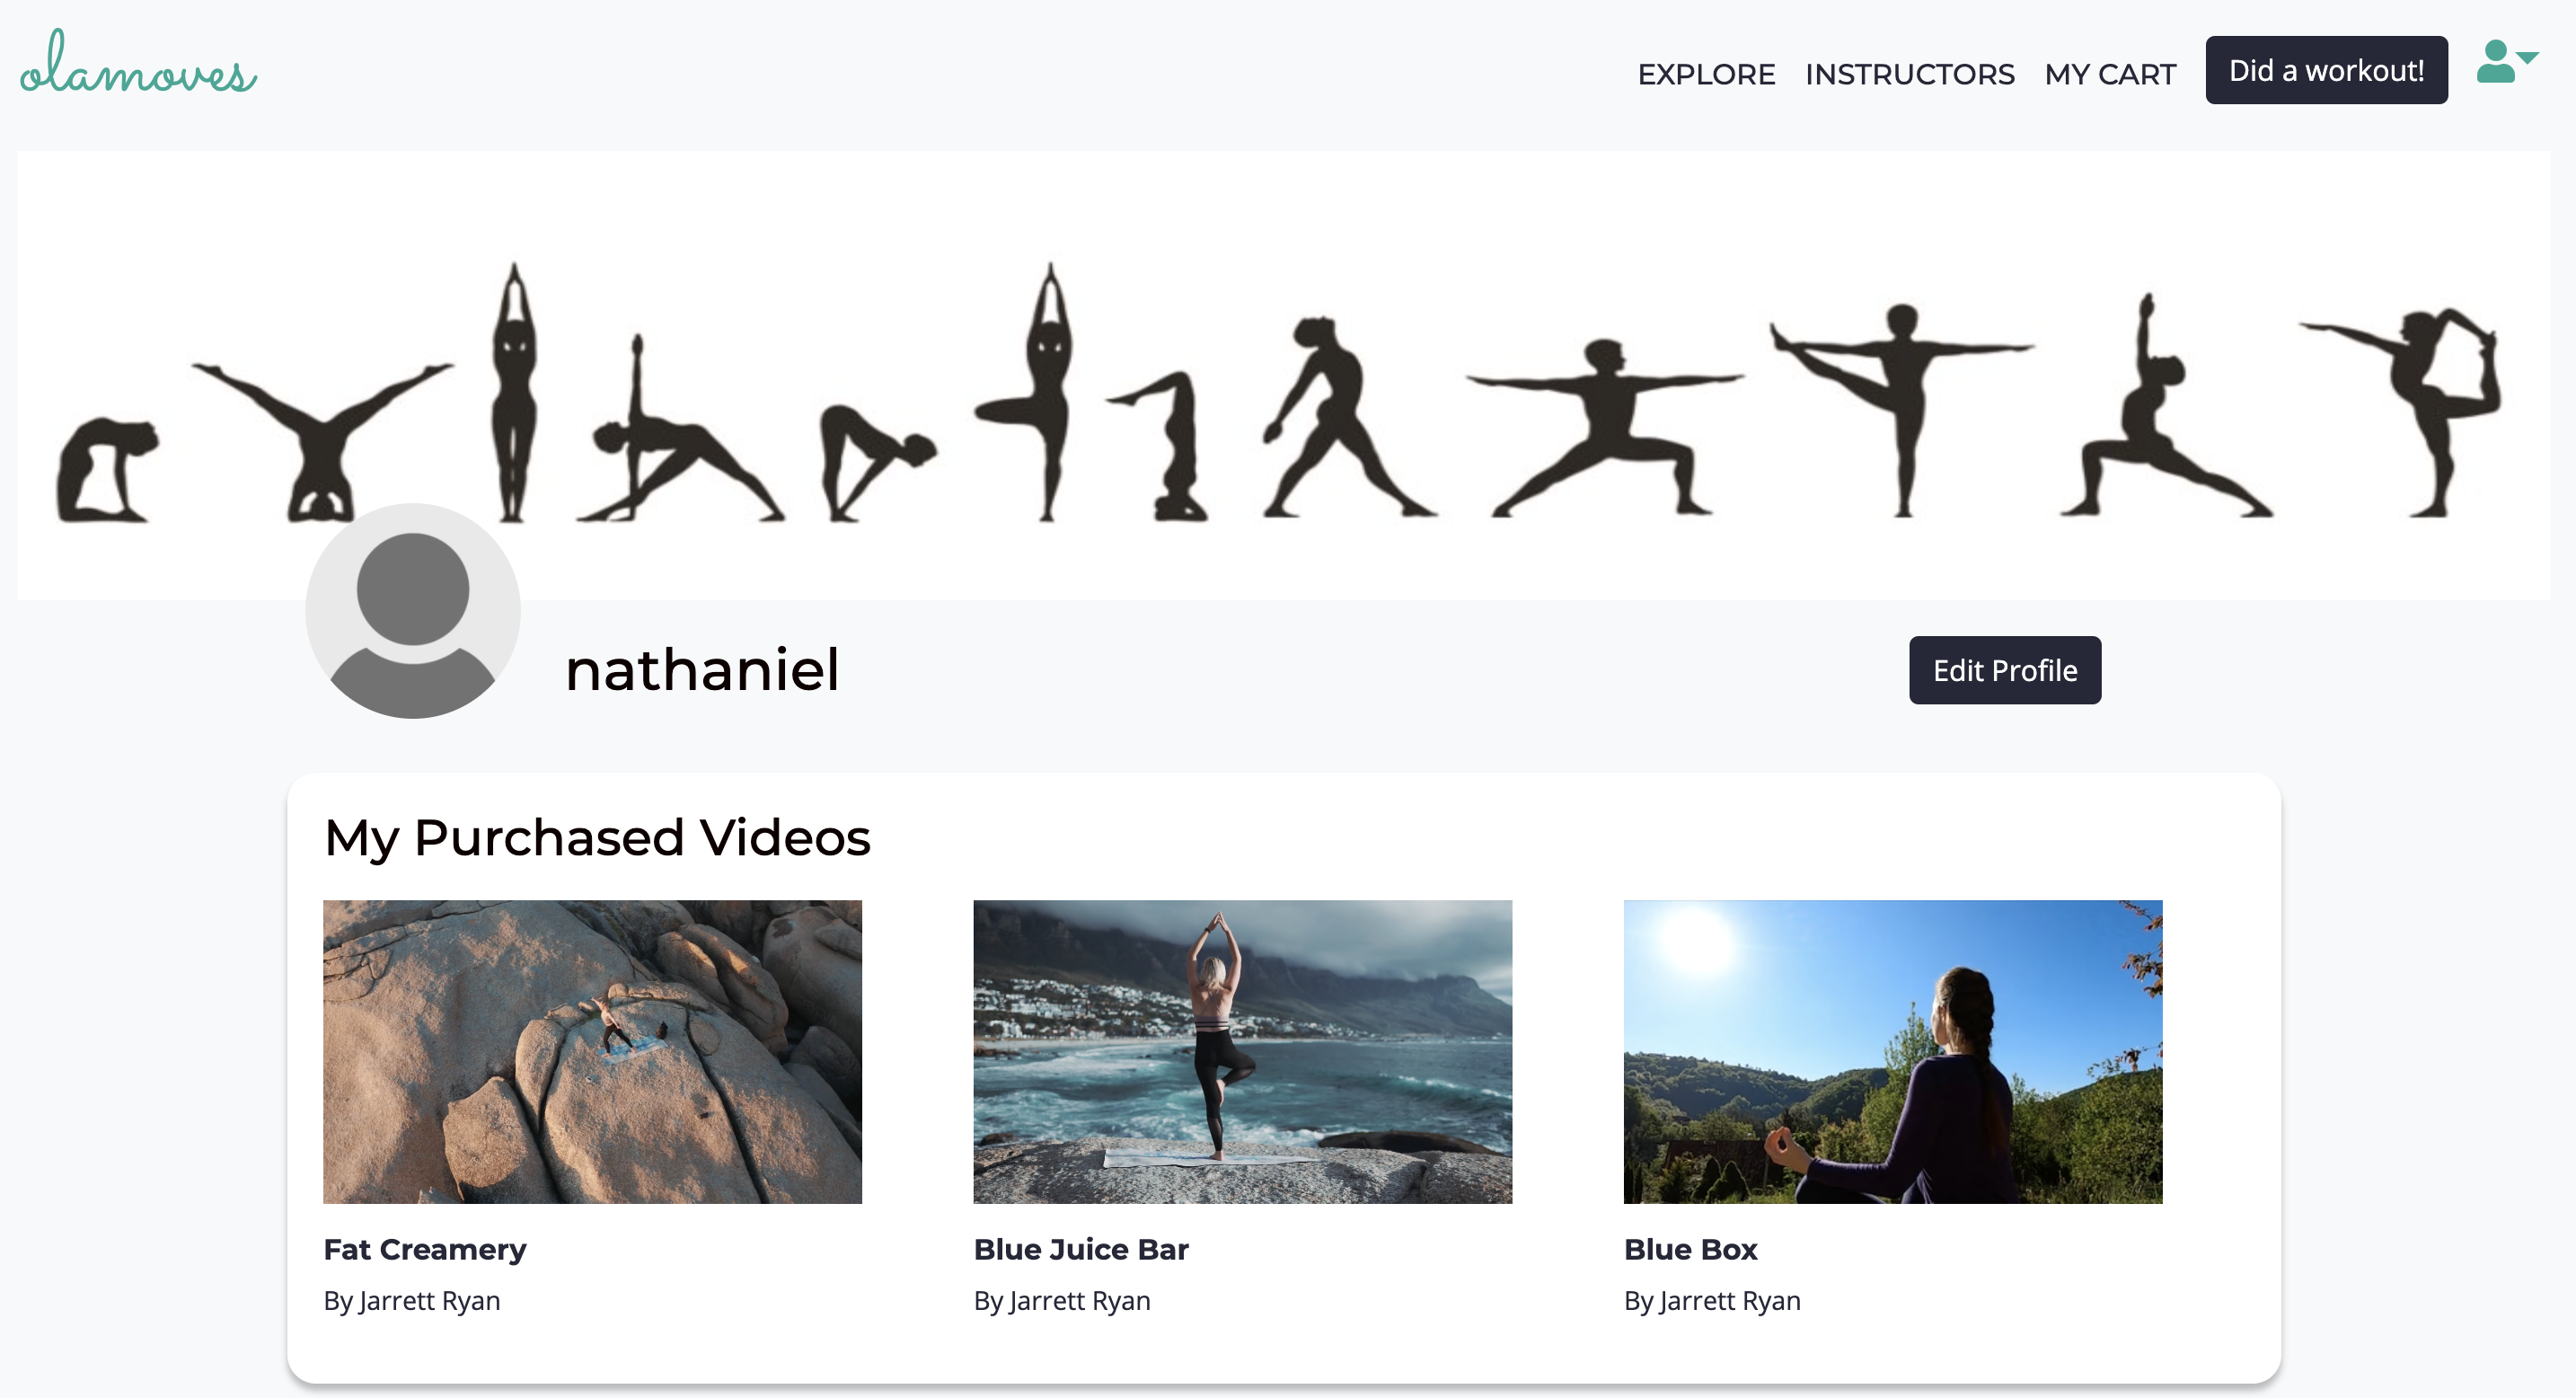 olamoves
EXPLORE INSTRUCTORS MY CART Did a workout!
nathaniel
Edit Profile
My Purchased Videos
Fat Creamery
By Jarrett Ryan
Blue Juice Bar
By Jarrett Ryan
Blue Box
By Jarrett Ryan